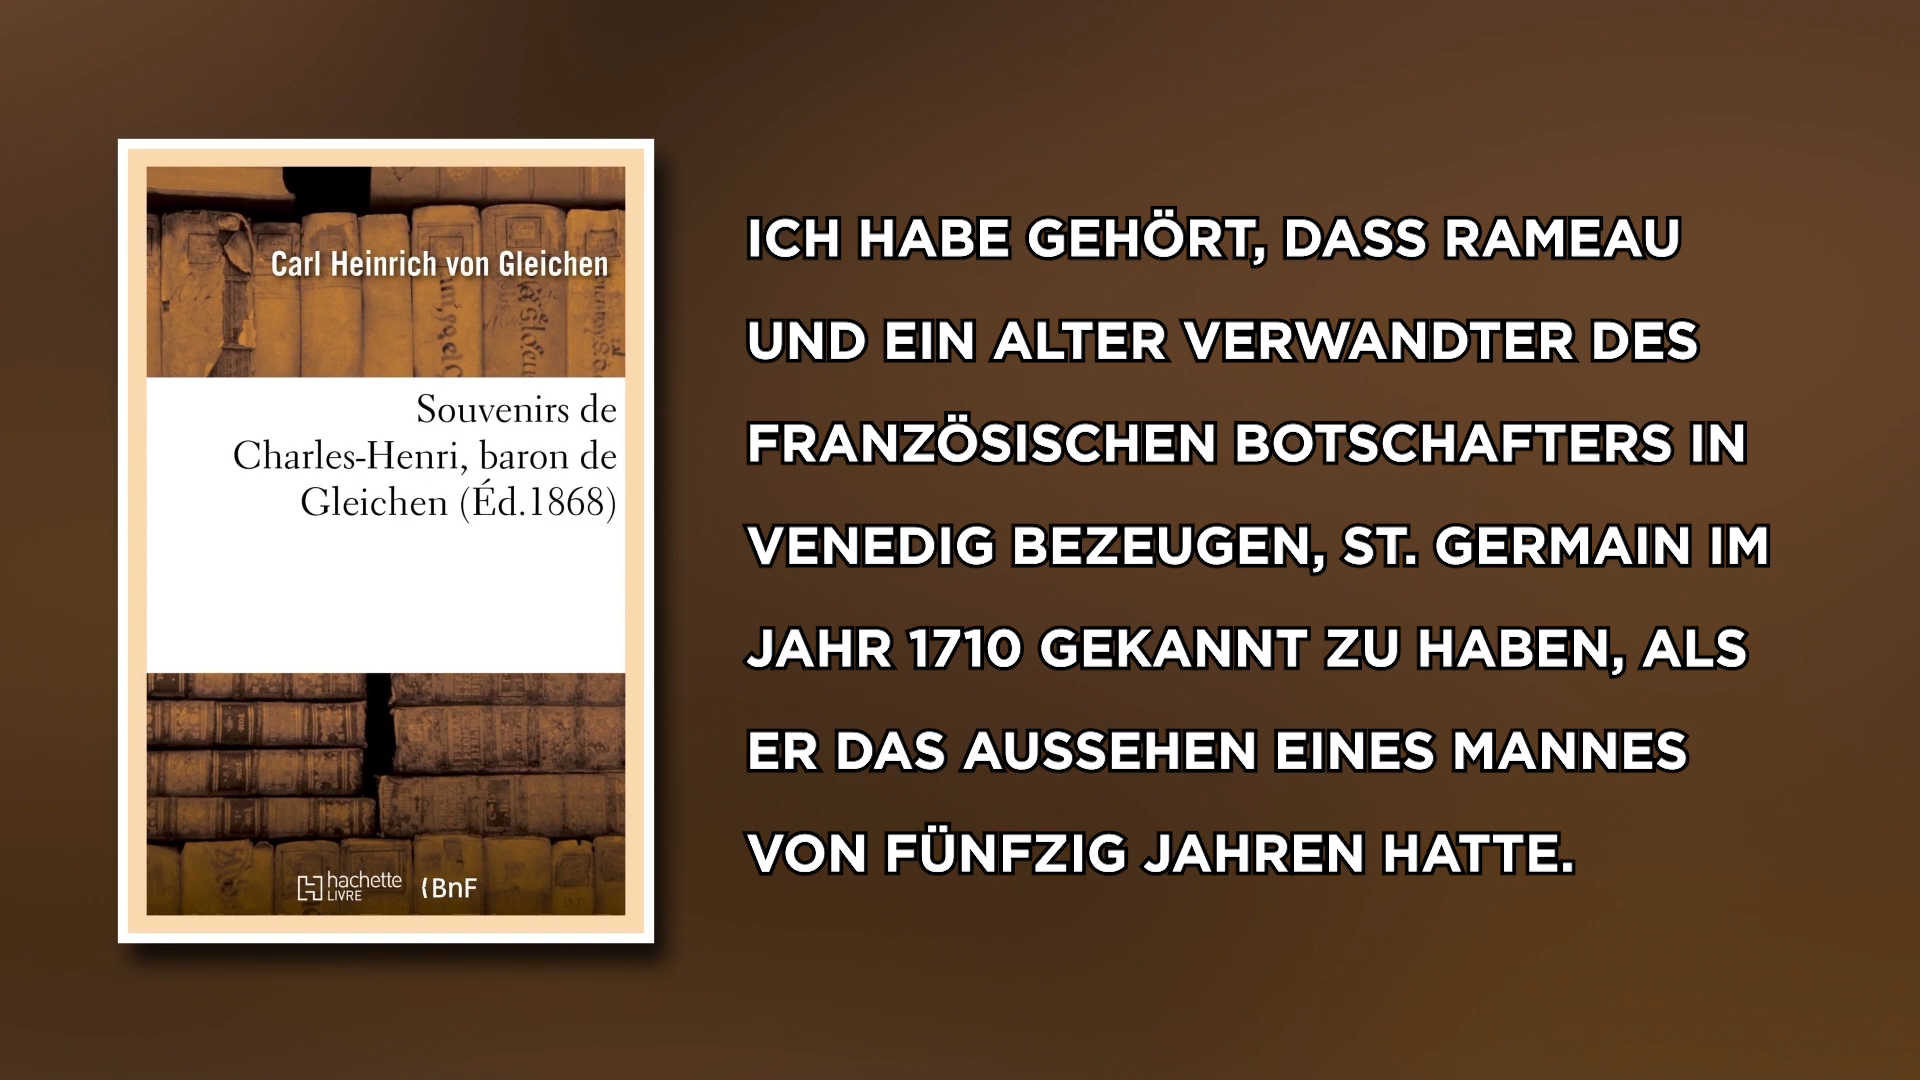 Carl Heinrich von Gleichen
Souvenirs de
Charles-Henri, baron de
Gleichen (Éd.1868)
hachette
LIVRE
BnF
ICH HABE GEHÖRT, DASS RAMEAU
UND EIN ALTER VERWANDTER DES
FRANZÖSISCHEN BOTSCHAFTERS IN
VENEDIG BEZEUGEN, ST. GERMAIN IM
JAHR 1710 GEKANNT ZU HABEN, ALS
ER DAS AUSSEHEN EINES MANNES
VON FÜNFZIG JAHREN HATTE.